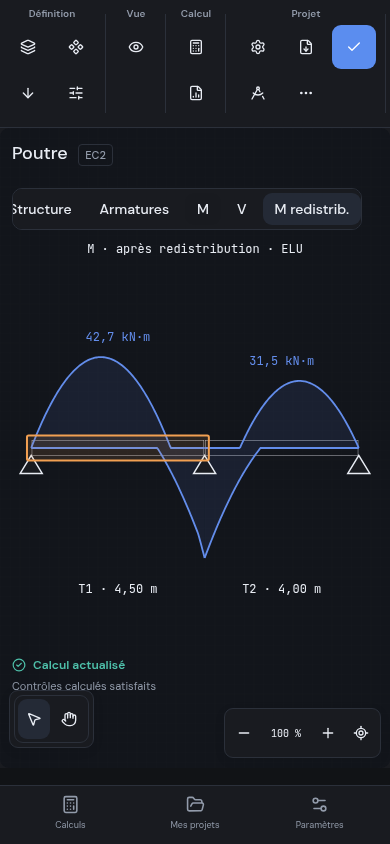 Définition Vue Calcul Projet
Poutre EC2
Structure Armatures M V M redistrib.
M · après redistribution · ELU
42,7 kN·m
31,5 kN·m
T1 · 4,50 m T2 · 4,00 m
Calcul actualisé
Contrôles calculés satisfaits
100 %
Calculs Mes projets Paramètres